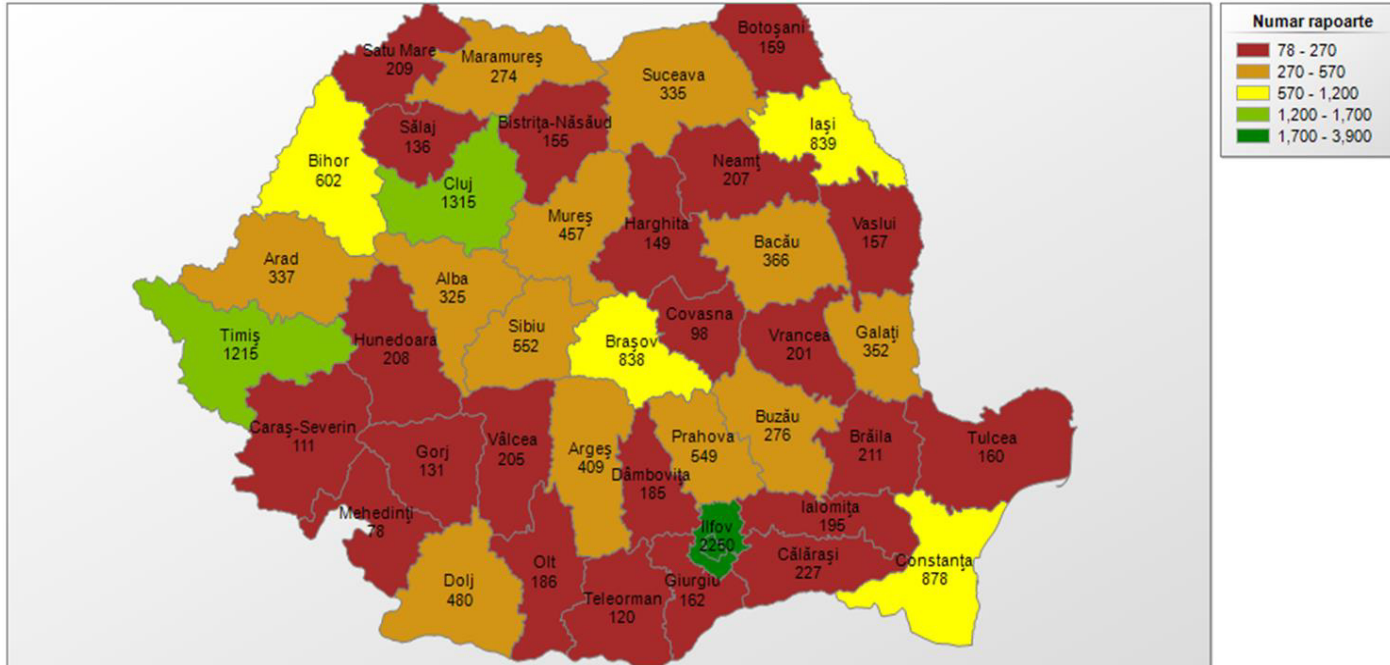 Numar rapoarte
78 - 270
270 - 570
570 - 1,200
1,200 - 1,700
1,700 - 3,900
Botoşani
159
Satu Mare
209
Maramureş
274
Suceava
335
Iaşi
839
Sălaj
136
Bistriţa-Năsăud
155
Bihor
602
Neamţ
207
Cluj
1315
Mureş
457
Harghita
149
Vaslui
157
Bacău
366
Arad
337
Alba
325
Covasna
98
Sibiu
552
Timiş
1215
Hunedoara
208
Braşov
838
Vrancea
201
Galaţi
352
Caraş-Severin
111
Gorj
131
Vâlcea
205
Argeş
409
Prahova
549
Buzău
276
Brăila
211
Tulcea
160
Dâmboviţa
185
Mehedinţi
78
Ilfov
Ialomiţa
195
Călăraşi
227
Constanţa
878
Dolj
480
Olt
186
Giurgiu
162
Teleorman
120